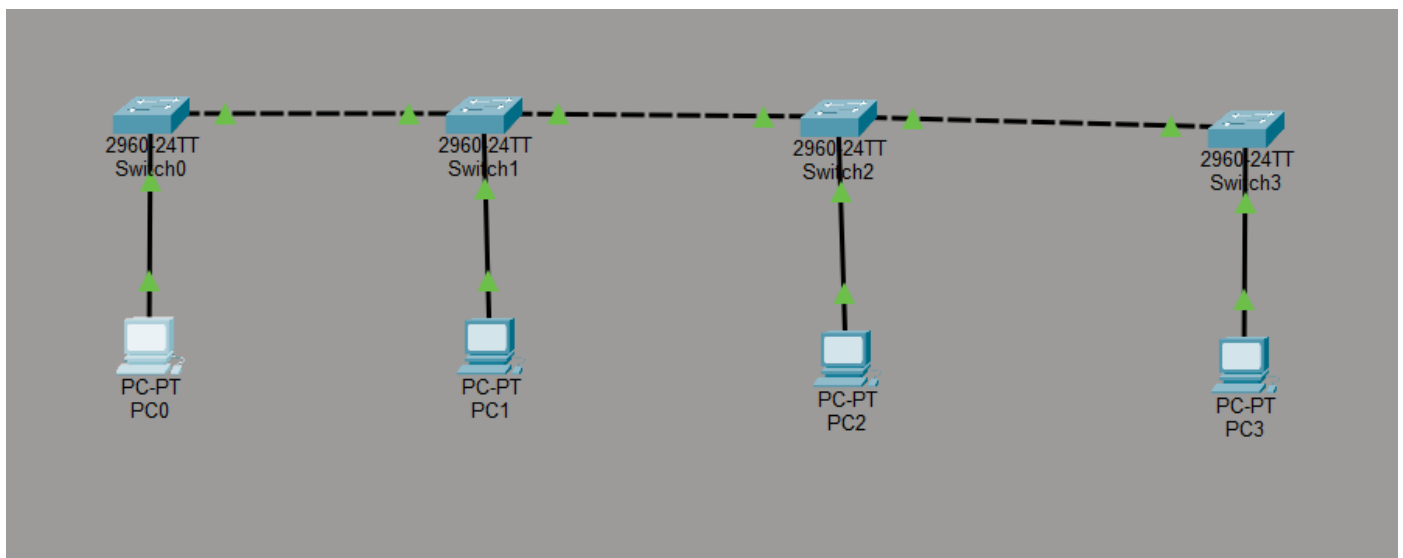 2960-24TT
Switch0
2960-24TT
Switch1
2960-24TT
Switch2
2960-24TT
Switch3
PC-PT
PC0
PC-PT
PC1
PC-PT
PC2
PC-PT
PC3